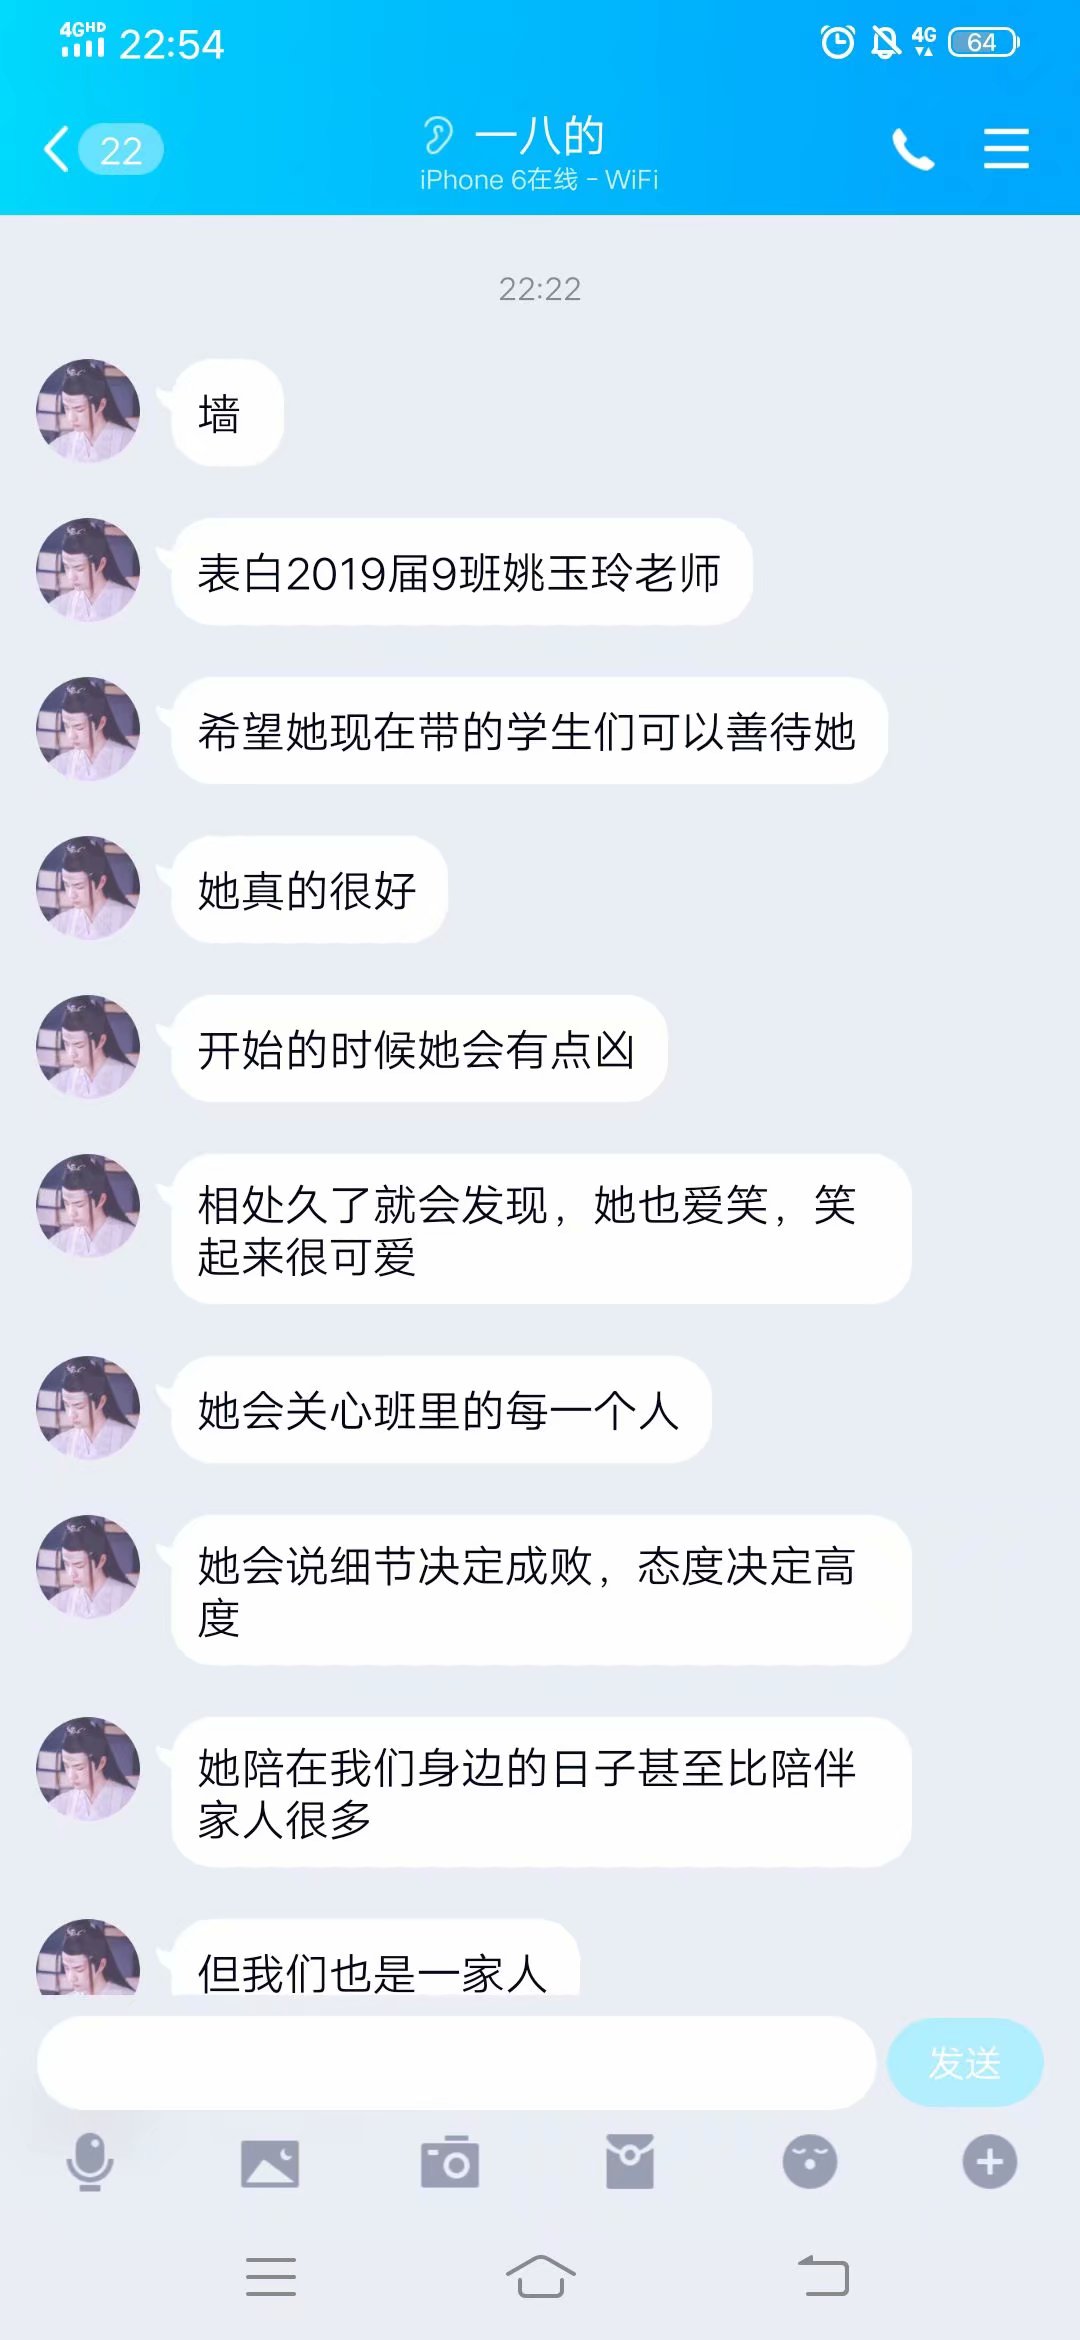 4GHD 22:54 4G 64
22 一八的
iPhone 6在线 - WiFi
22:22
墙
表白2019届9班姚玉玲老师
希望她现在带的学生们可以善待她
她真的很好
开始的时候她会有点凶
相处久了就会发现，她也爱笑，笑
起来很可爱
她会关心班里的每一个人
她会说细节决定成败，态度决定高
度
她陪在我们身边的日子甚至比陪伴
家人很多
但我们也是一家人
发送